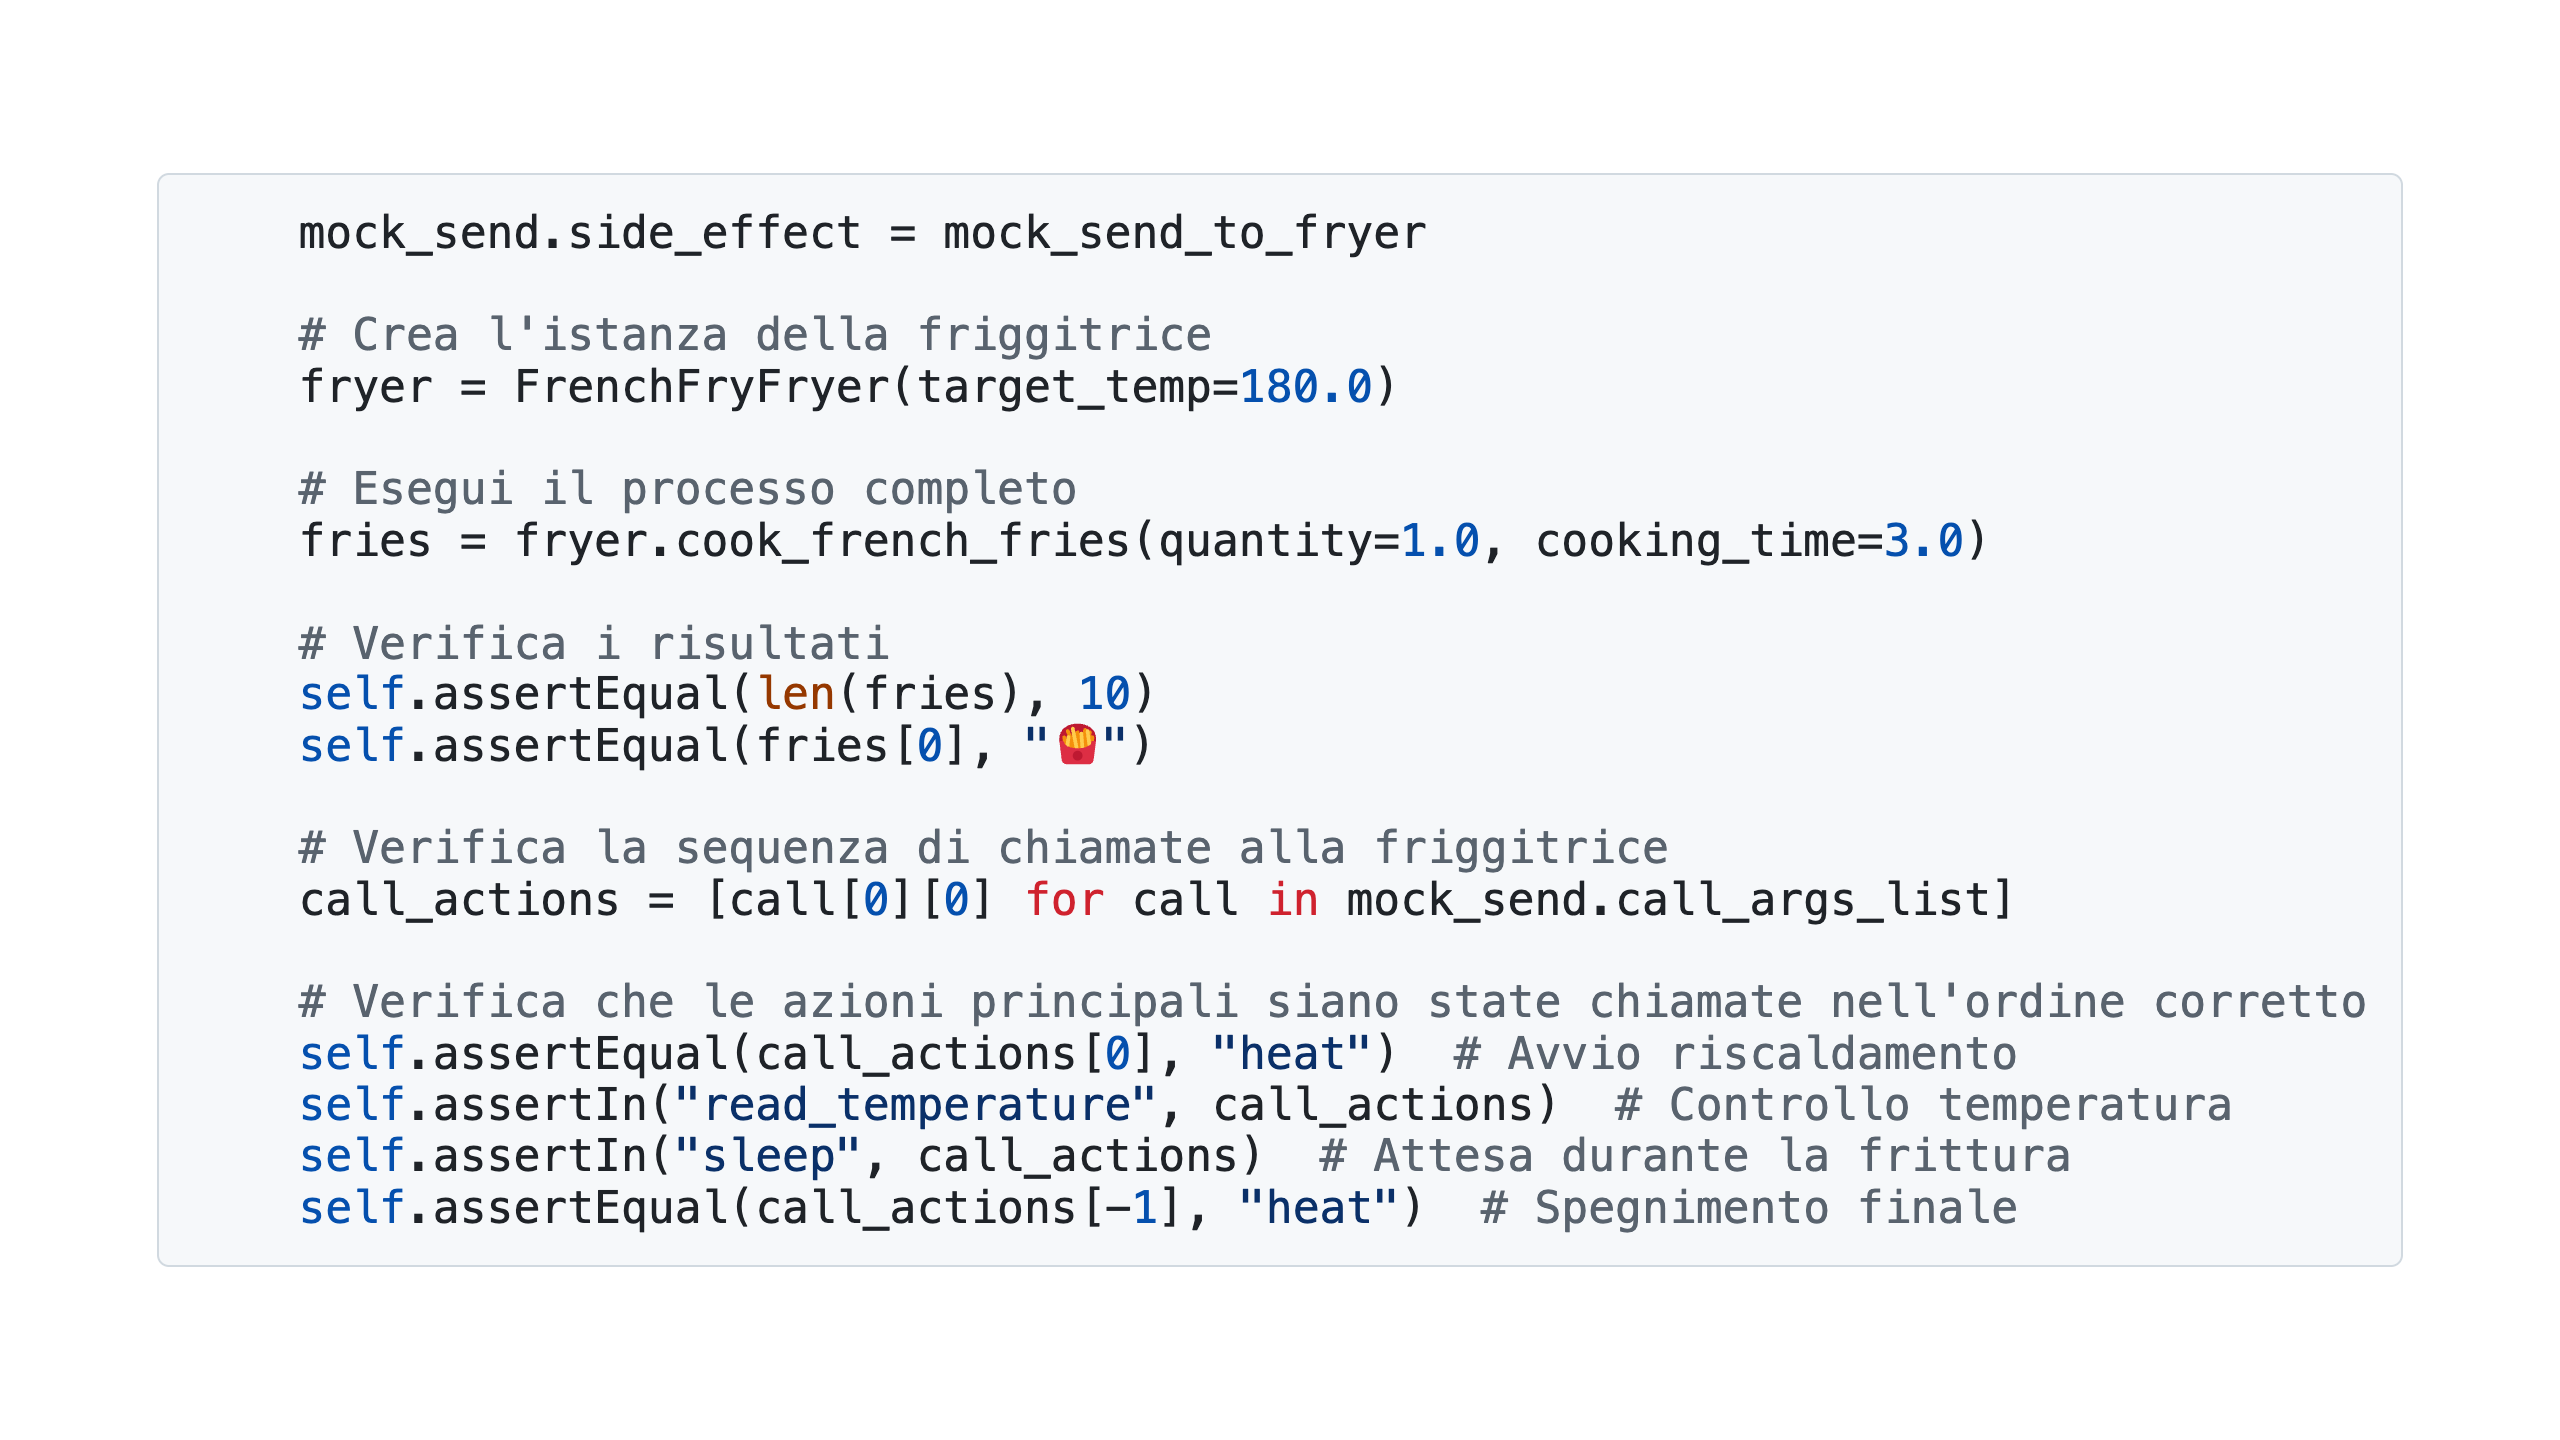 mock_send.side_effect = mock_send_to_fryer
# Crea l'istanza della friggitrice
fryer = FrenchFryFryer(target_temp=180.0)
# Esegui il processo completo
fries = fryer.cook_french_fries(quantity=1.0, cooking_time=3.0)
# Verifica i risultati
self.assertEqual(len(fries), 10)
self.assertEqual(fries[0], "🍟")
# Verifica la sequenza di chiamate alla friggitrice
call_actions = [call[0][0] for call in mock_send.call_args_list]
# Verifica che le azioni principali siano state chiamate nell'ordine corretto
self.assertEqual(call_actions[0], "heat")  # Avvio riscaldamento
self.assertIn("read_temperature", call_actions)  # Controllo temperatura
self.assertIn("sleep", call_actions)  # Attesa durante la frittura
self.assertEqual(call_actions[-1], "heat")  # Spegnimento finale